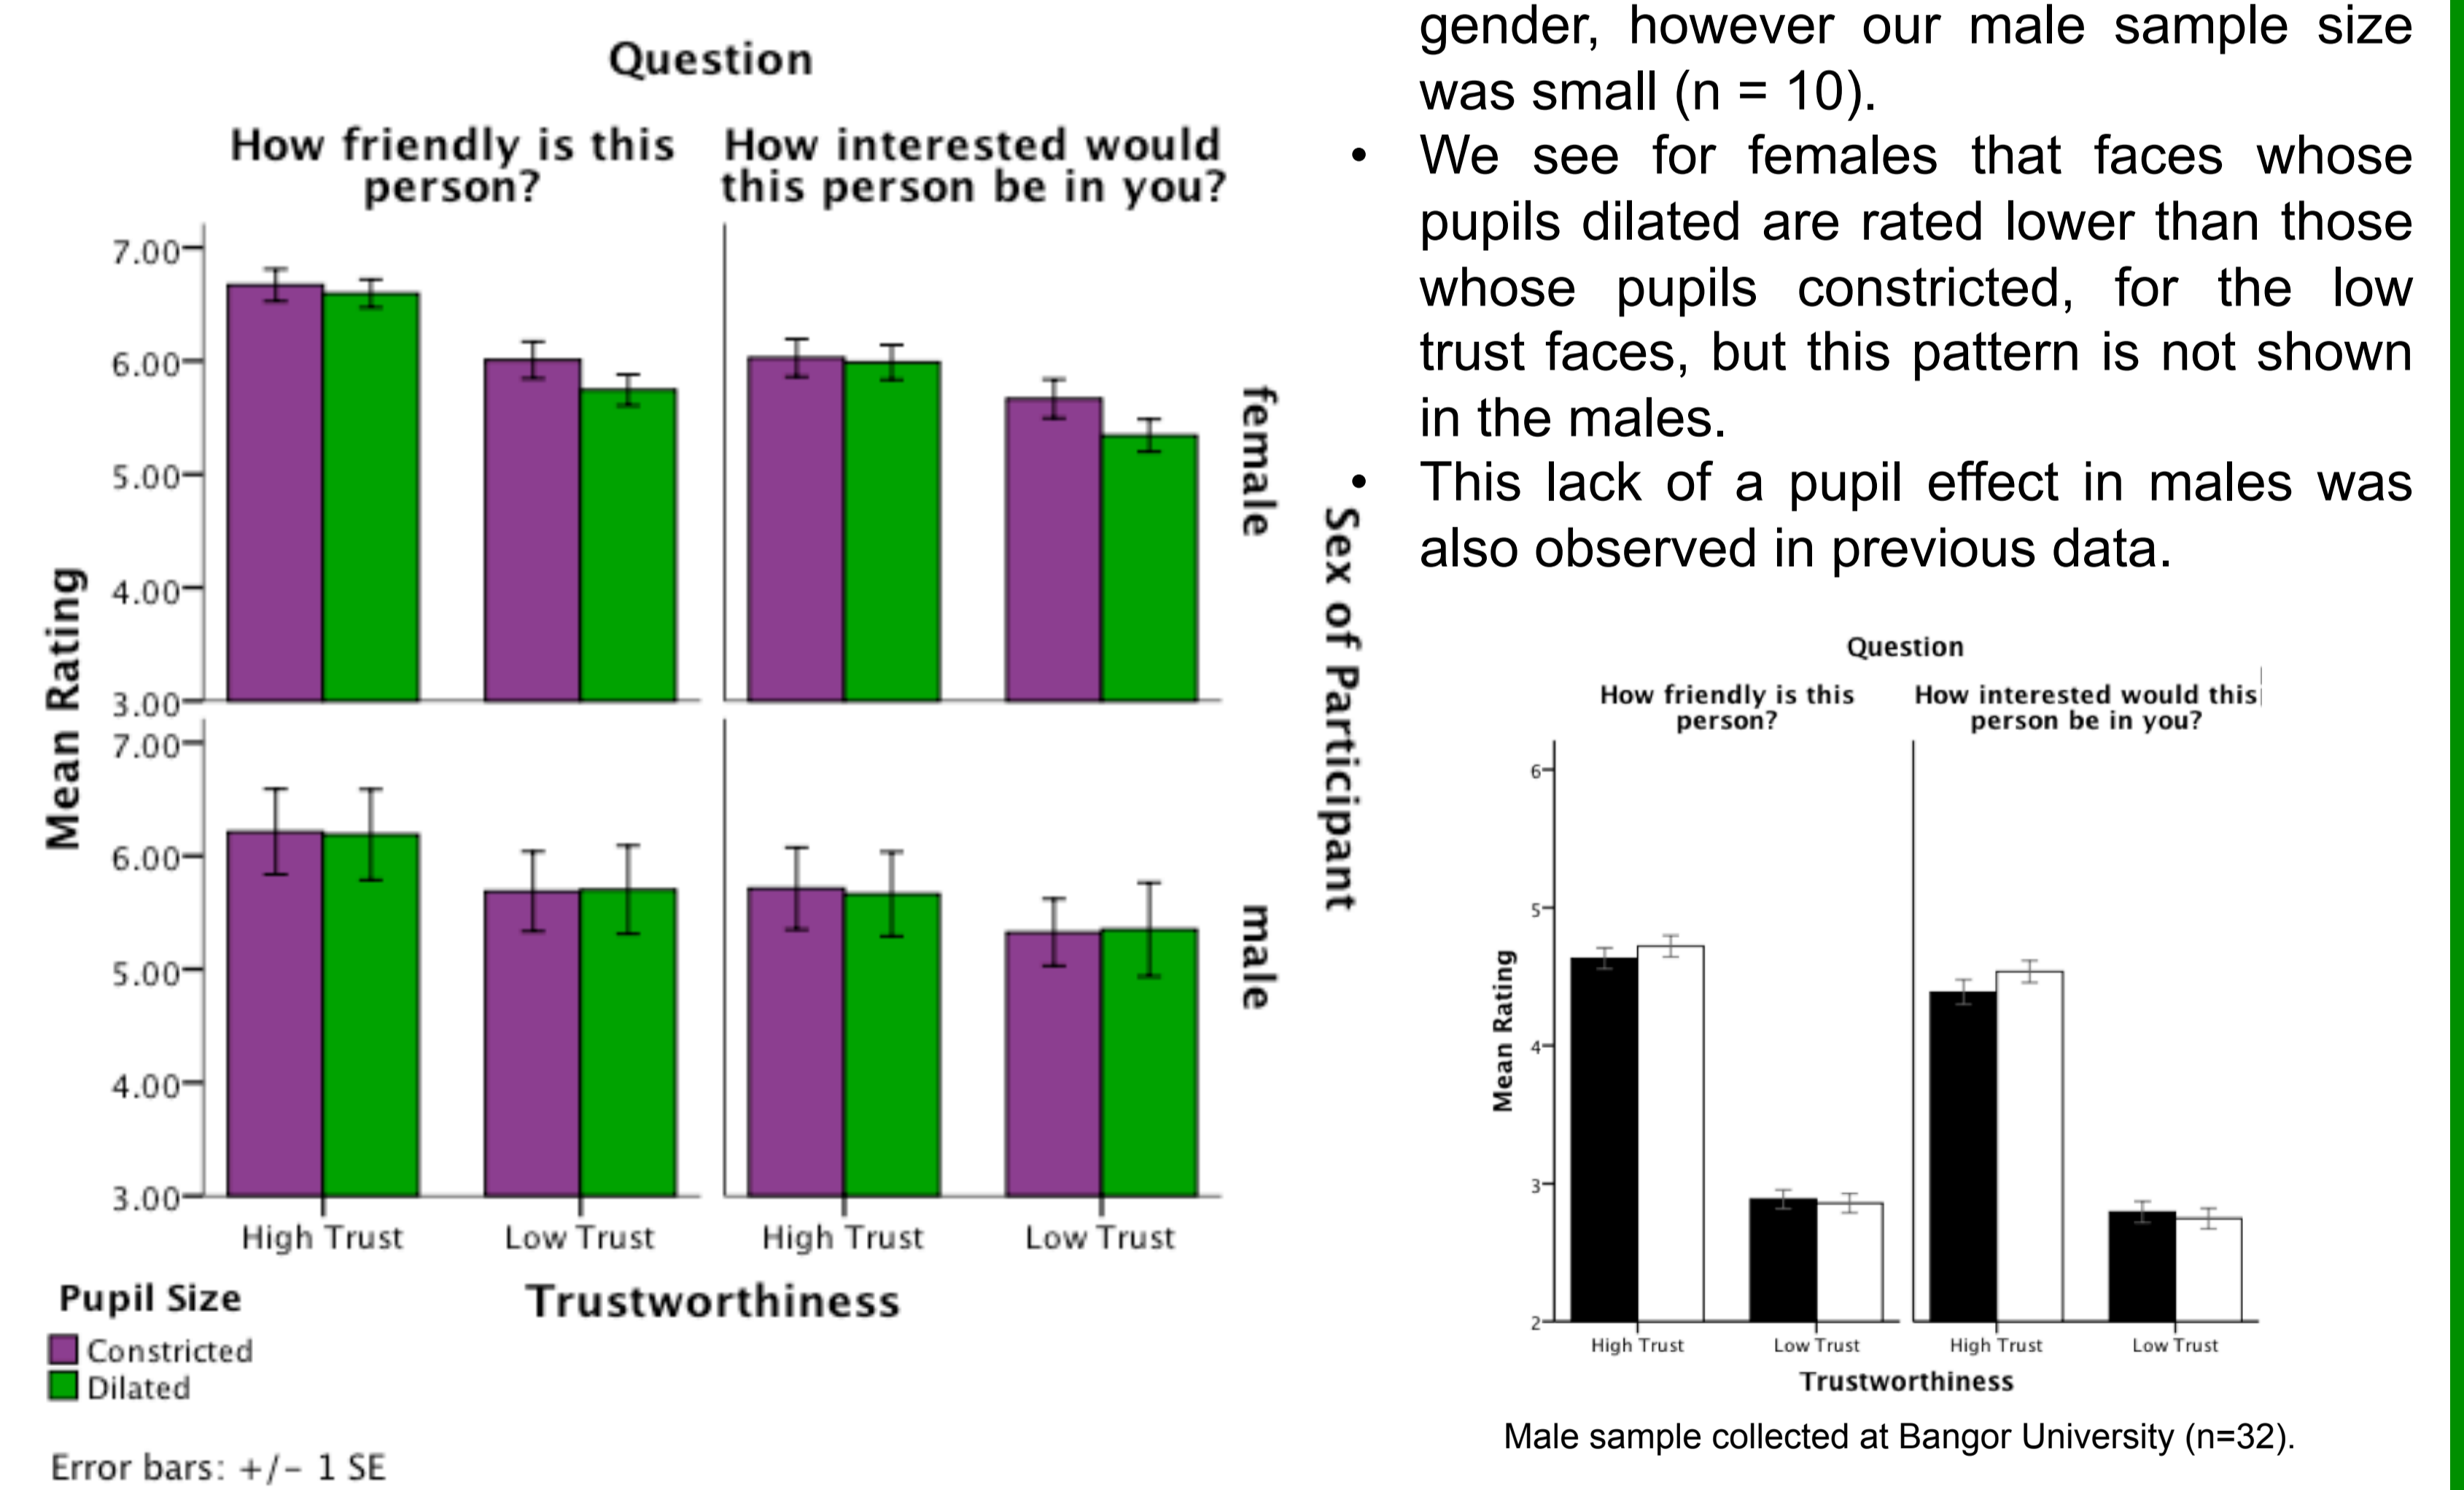 Question
How friendly is this
person?
How interested would
this person be in you?
Mean Rating
7.00
6.00
5.00
4.00
3.00
female
7.00
6.00
5.00
4.00
3.00
male
Sex of Participant
High Trust
Low Trust
High Trust
Low Trust
Trustworthiness
Pupil Size
Constricted
Dilated
Error bars: +/- 1 SE
gender, however our male sample size
was small (n = 10).
• We see for females that faces whose
pupils dilated are rated lower than those
whose pupils constricted, for the low
trust faces, but this pattern is not shown
in the males.
• This lack of a pupil effect in males was
also observed in previous data.
Question
How friendly is this
person?
How interested would this
person be in you?
Mean Rating
6
5
4
3
2
High Trust
Low Trust
High Trust
Low Trust
Trustworthiness
Male sample collected at Bangor University (n=32).